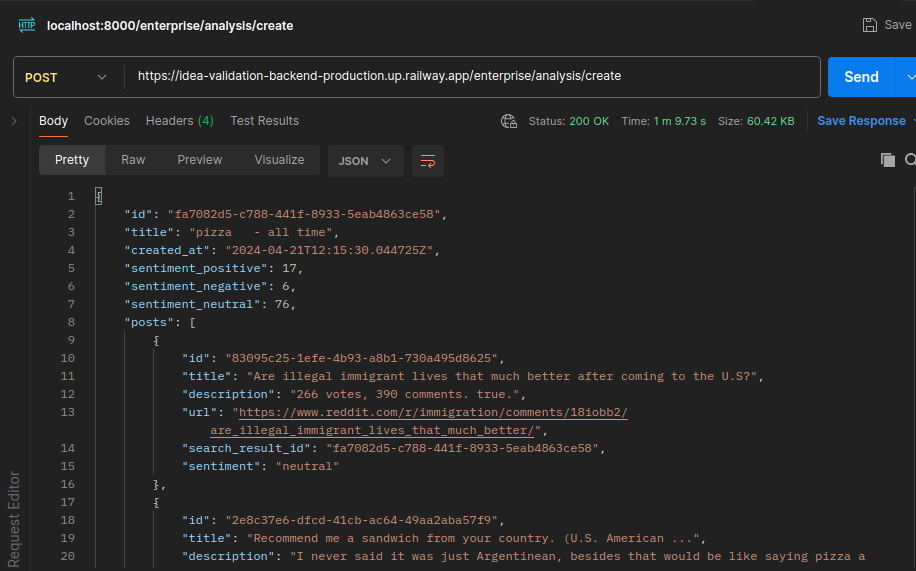 HTTP localhost:8000/enterprise/analysis/create Save
POST https://idea-validation-backend-production.up.railway.app/enterprise/analysis/create Send
Body Cookies Headers (4) Test Results Status: 200 OK Time: 1 m 9.73 s Size: 60.42 KB Save Response
Pretty Raw Preview Visualize JSON
1 {
2 "id": "fa7082d5-c788-441f-8933-5eab4863ce58",
3 "title": "pizza   - all time",
4 "created_at": "2024-04-21T12:15:30.044725Z",
5 "sentiment_positive": 17,
6 "sentiment_negative": 6,
7 "sentiment_neutral": 76,
8 "posts": [
9 {
10 "id": "83095c25-1efe-4b93-a8b1-730a495d8625",
11 "title": "Are illegal immigrant lives that much better after coming to the U.S?",
12 "description": "266 votes, 390 comments. true.",
13 "url": "https://www.reddit.com/r/immigration/comments/18iobb2/
are_illegal_immigrant_lives_that_much_better/",
14 "search_result_id": "fa7082d5-c788-441f-8933-5eab4863ce58",
15 "sentiment": "neutral"
16 },
17 {
18 "id": "2e8c37e6-dfcd-41cb-ac64-49aa2aba57f9",
19 "title": "Recommend me a sandwich from your country. (U.S. American ...",
20 "description": "I never said it was just Argentinean, besides that would be like saying pizza a
Request Editor